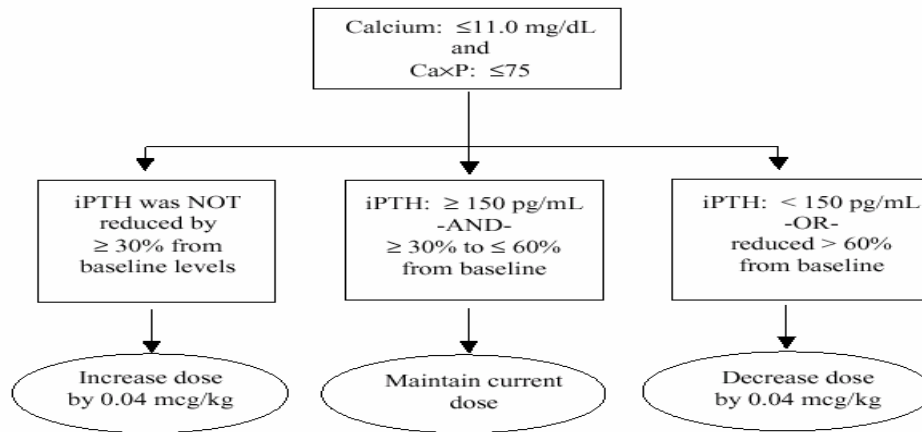 Calcium: ≤11.0 mg/dL
and
Ca×P: ≤75
iPTH was NOT
reduced by
≥ 30% from
baseline levels
iPTH: ≥ 150 pg/mL
-AND-
≥ 30% to ≤ 60%
from baseline
iPTH: < 150 pg/mL
-OR-
reduced > 60%
from baseline
Increase dose
by 0.04 mcg/kg
Maintain current
dose
Decrease dose
by 0.04 mcg/kg